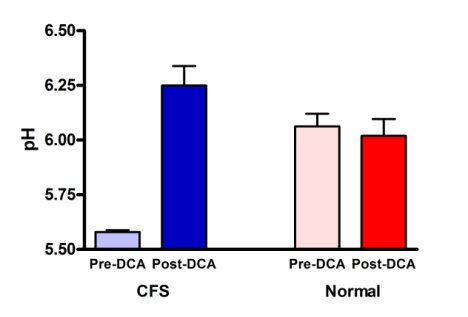 6.50
6.25
6.00
5.75
5.50
pH
Pre-DCA Post-DCA Pre-DCA Post-DCA
CFS Normal